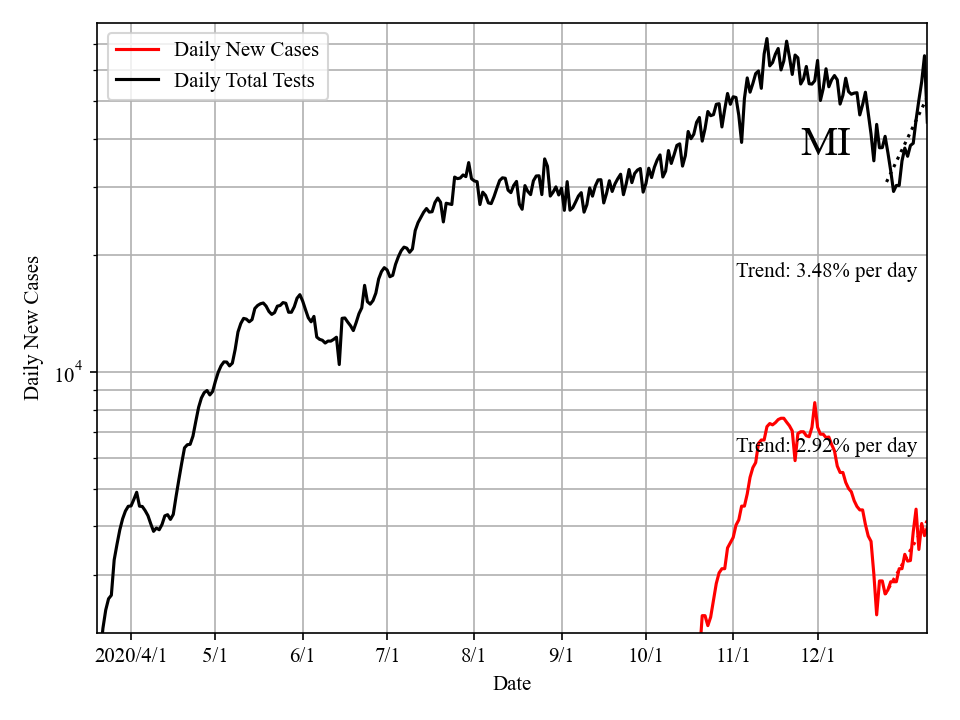 Daily New Cases
Daily Total Tests
MI
Trend: 3.48% per day
Daily New Cases
10^4
Trend: 2.92% per day
2020/4/1 5/1 6/1 7/1 8/1 9/1 10/1 11/1 12/1
Date